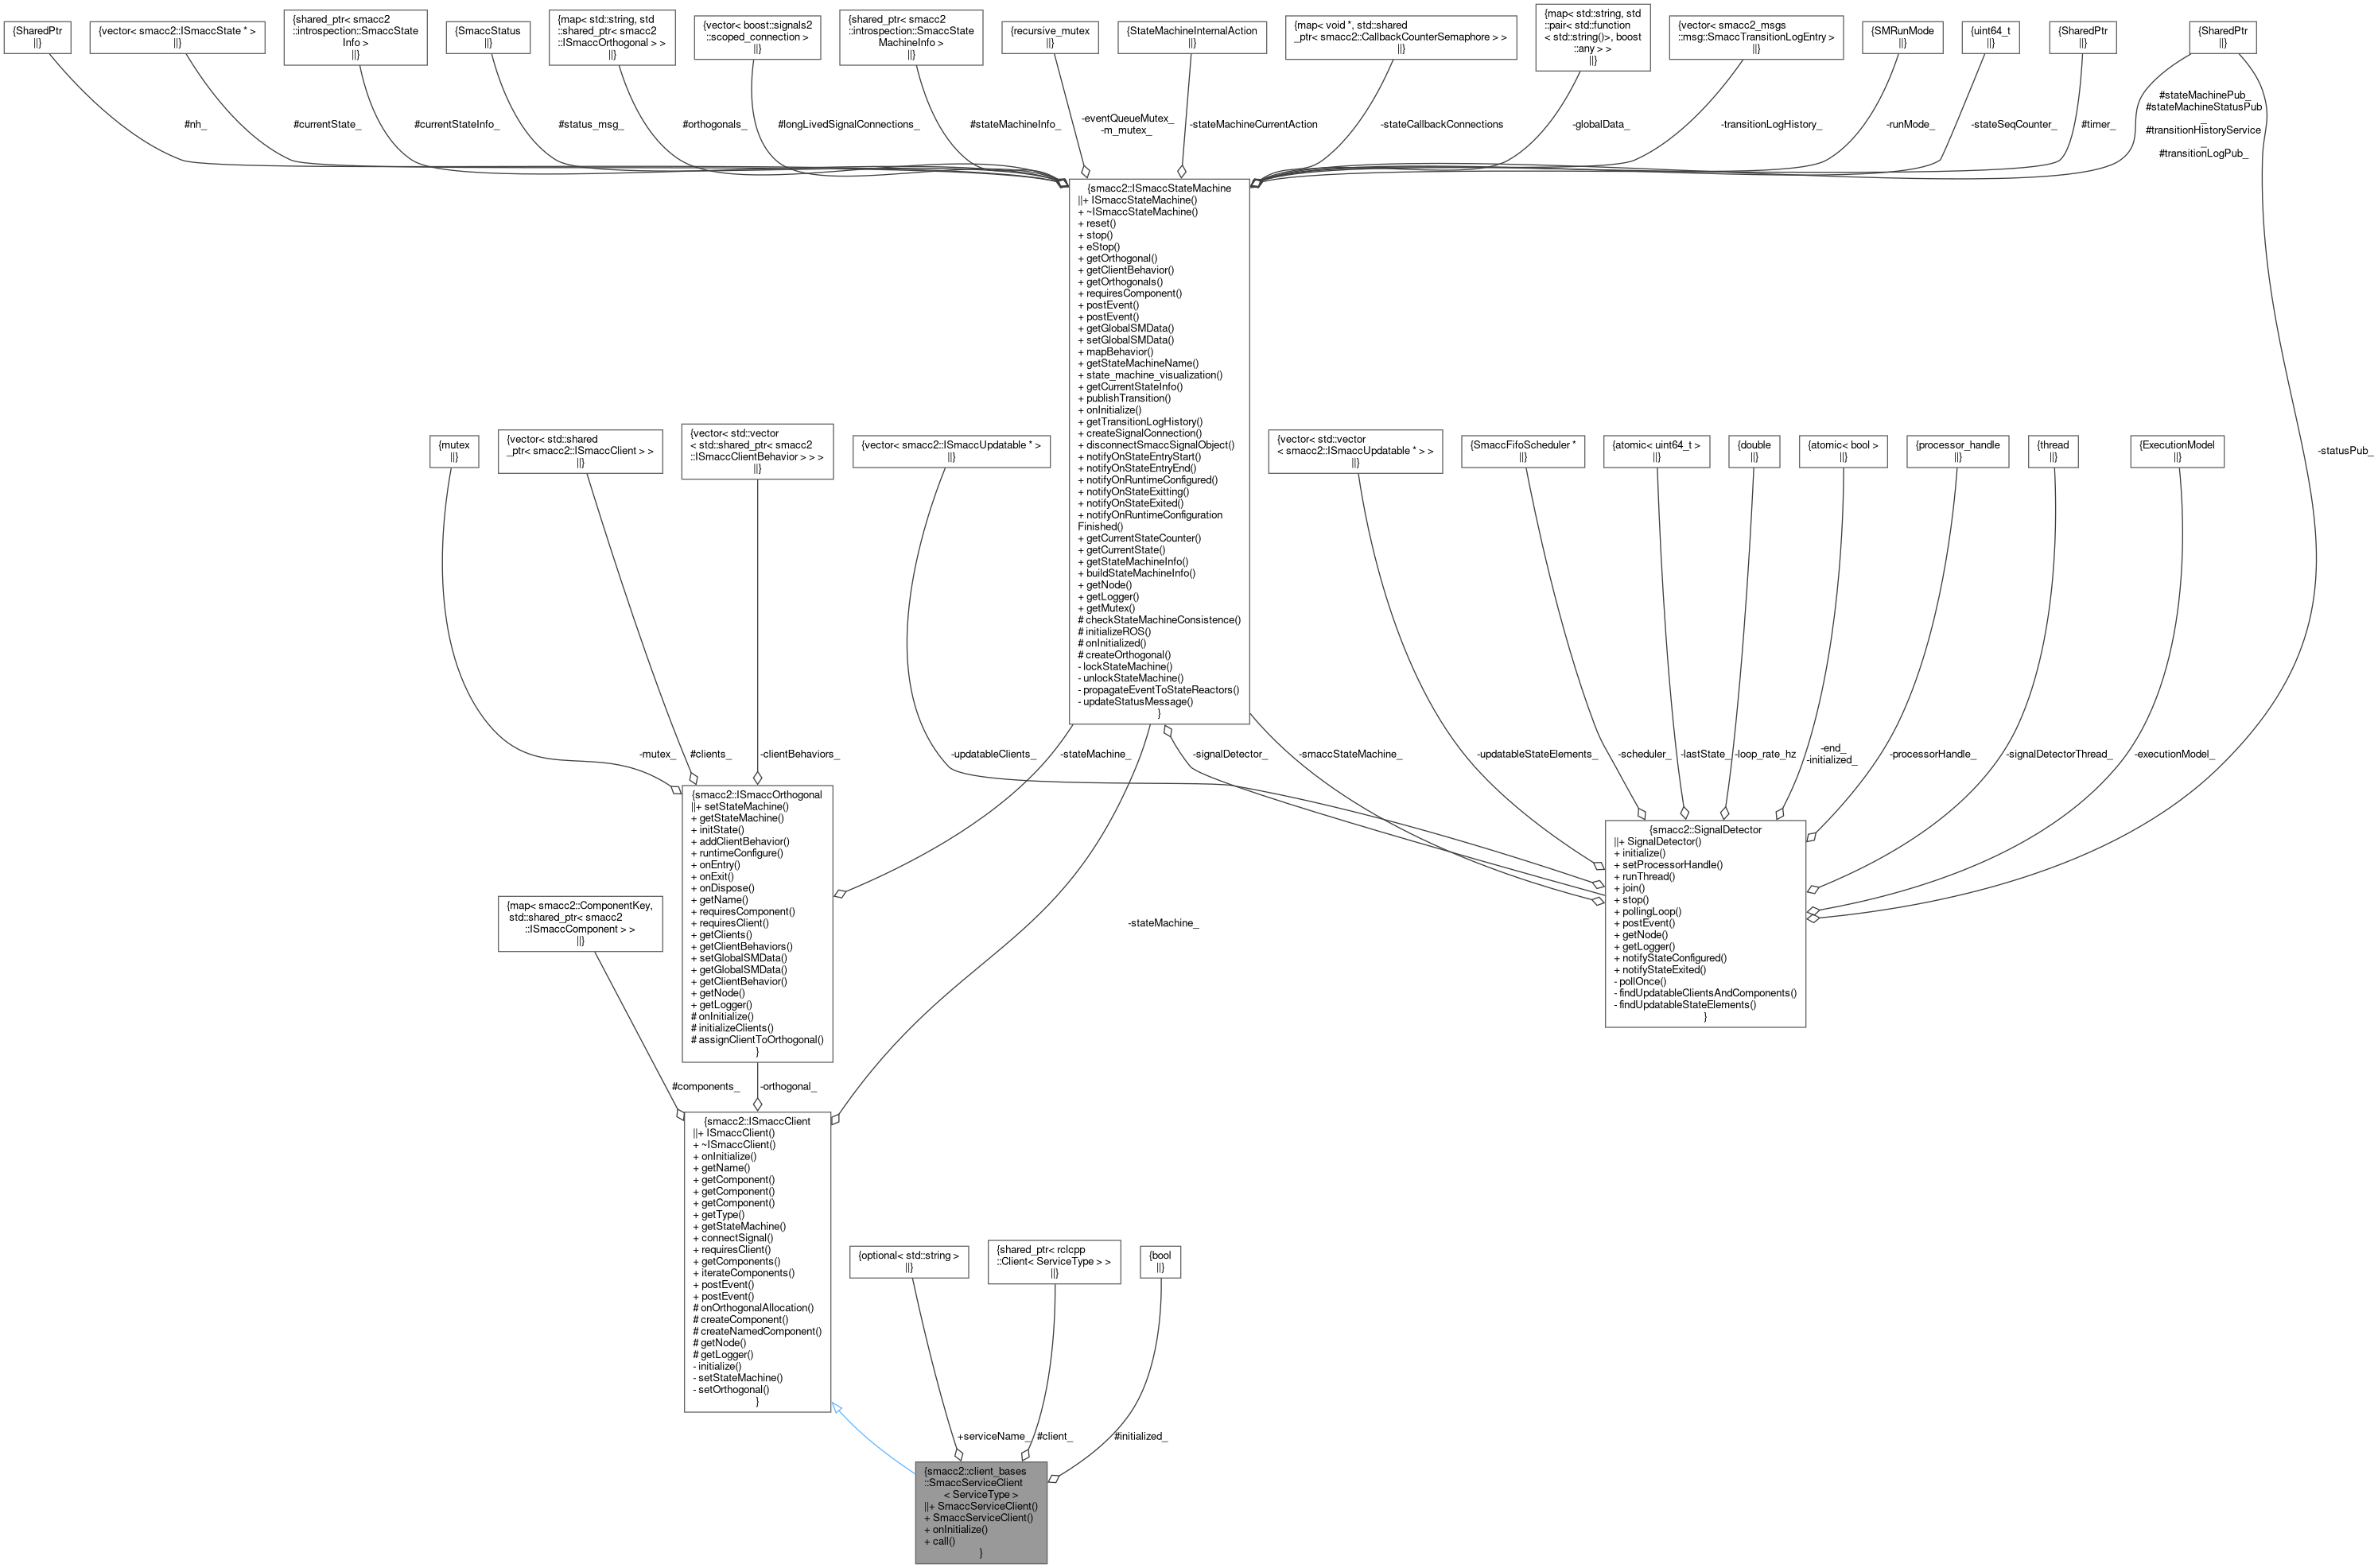 {SharedPtr
||}
{vector< smacc2::ISmaccState * >
||}
{shared_ptr< smacc2
::introspection::SmaccState
Info >
||}
{SmaccStatus
||}
{map< std::string, std
::shared_ptr< smacc2
::ISmaccOrthogonal > >
||}
{vector< boost::signals2
::scoped_connection >
||}
{shared_ptr< smacc2
::introspection::SmaccState
MachineInfo >
||}
{recursive_mutex
||}
{StateMachineInternalAction
||}
{map< void *, std::shared
_ptr< smacc2::CallbackCounterSemaphore > >
||}
{map< std::string, std
::pair< std::function
< std::string()>, boost
::any > >
||}
{vector< smacc2_msgs
::msg::SmaccTransitionLogEntry >
||}
{SMRunMode
||}
{uint64_t
||}
{SharedPtr
||}
{SharedPtr
||}
#nh_
#currentState_
#currentStateInfo_
#status_msg_
#orthogonals_
#longLivedSignalConnections_
#stateMachineInfo_
-eventQueueMutex_
-m_mutex_
-stateMachineCurrentAction
-stateCallbackConnections
-globalData_
-transitionLogHistory_
-runMode_
-stateSeqCounter_
#timer_
#stateMachinePub_
#stateMachineStatusPub
_
#transitionHistoryService
_
#transitionLogPub_
{smacc2::ISmaccStateMachine
||+ ISmaccStateMachine()
+ ~ISmaccStateMachine()
+ reset()
+ stop()
+ eStop()
+ getOrthogonal()
+ getClientBehavior()
+ getOrthogonals()
+ requiresComponent()
+ postEvent()
+ postEvent()
+ getGlobalSMData()
+ setGlobalSMData()
+ mapBehavior()
+ getStateMachineName()
+ state_machine_visualization()
+ getCurrentStateInfo()
+ publishTransition()
+ onInitialize()
+ getTransitionLogHistory()
+ createSignalConnection()
+ disconnectSmaccSignalObject()
+ notifyOnStateEntryStart()
+ notifyOnStateEntryEnd()
+ notifyOnRuntimeConfigured()
+ notifyOnStateExitting()
+ notifyOnStateExited()
+ notifyOnRuntimeConfiguration
Finished()
+ getCurrentStateCounter()
+ getCurrentState()
+ getStateMachineInfo()
+ buildStateMachineInfo()
+ getNode()
+ getLogger()
+ getMutex()
# checkStateMachineConsistence()
# initializeROS()
# onInitialized()
# createOrthogonal()
- lockStateMachine()
- unlockStateMachine()
- propagateEventToStateReactors()
- updateStatusMessage()
}
{mutex
||}
{vector< std::shared
_ptr< smacc2::ISmaccClient > >
||}
{vector< std::vector
< std::shared_ptr< smacc2
::ISmaccClientBehavior > > >
||}
{vector< smacc2::ISmaccUpdatable * >
||}
{vector< std::vector
< smacc2::ISmaccUpdatable * > >
||}
{SmaccFifoScheduler *
||}
{atomic< uint64_t >
||}
{double
||}
{atomic< bool >
||}
{processor_handle
||}
{thread
||}
{ExecutionModel
||}
-statusPub_
-mutex_
#clients_
-clientBehaviors_
-updatableClients_
-stateMachine_
-signalDetector_
-smaccStateMachine_
-updatableStateElements_
-scheduler_
-lastState_
-loop_rate_hz
-end_
-initialized_
-processorHandle_
-signalDetectorThread_
-executionModel_
{smacc2::ISmaccOrthogonal
||+ setStateMachine()
+ getStateMachine()
+ initState()
+ addClientBehavior()
+ runtimeConfigure()
+ onEntry()
+ onExit()
+ onDispose()
+ getName()
+ requiresComponent()
+ requiresClient()
+ getClients()
+ getClientBehaviors()
+ setGlobalSMData()
+ getGlobalSMData()
+ getClientBehavior()
+ getNode()
+ getLogger()
# onInitialize()
# initializeClients()
# assignClientToOrthogonal()
}
{smacc2::SignalDetector
||+ SignalDetector()
+ initialize()
+ setProcessorHandle()
+ runThread()
+ join()
+ stop()
+ pollingLoop()
+ postEvent()
+ getNode()
+ getLogger()
+ notifyStateConfigured()
+ notifyStateExited()
- pollOnce()
- findUpdatableClientsAndComponents()
- findUpdatableStateElements()
}
{map< smacc2::ComponentKey,
std::shared_ptr< smacc2
::ISmaccComponent > >
||}
-stateMachine_
#components_
-orthogonal_
{smacc2::ISmaccClient
||+ ISmaccClient()
+ ~ISmaccClient()
+ onInitialize()
+ getName()
+ getComponent()
+ getComponent()
+ getComponent()
+ getType()
+ getStateMachine()
+ connectSignal()
+ requiresClient()
+ getComponents()
+ iterateComponents()
+ postEvent()
+ postEvent()
# onOrthogonalAllocation()
# createComponent()
# createNamedComponent()
# getNode()
# getLogger()
- initialize()
- setStateMachine()
- setOrthogonal()
}
{optional< std::string >
||}
{shared_ptr< rclcpp
::Client< ServiceType > >
||}
{bool
||}
+serviceName_
#client_
#initialized_
{smacc2::client_bases
::SmaccServiceClient
< ServiceType >
||+ SmaccServiceClient()
+ SmaccServiceClient()
+ onInitialize()
+ call()
}